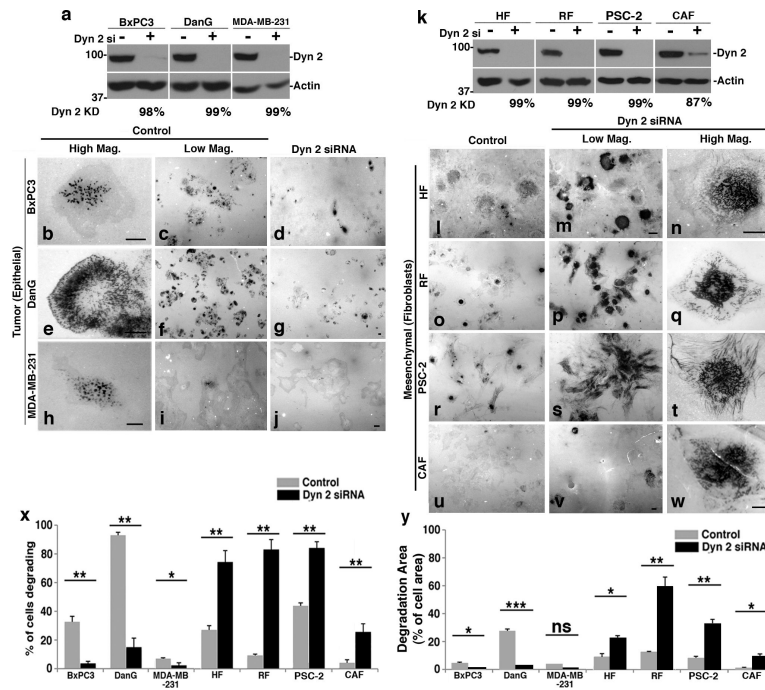 a
BxPC3 DanG MDA-MB-231
Dyn 2 si - + - + - +
100- -Dyn 2
-Actin
37-
Dyn 2 KD 98% 99% 99%
Control
High Mag. Low Mag. Dyn 2 siRNA
Tumor (Epithelial)
BxPC3
b c d
DanG
e f g
MDA-MB-231
h i j
k
HF RF PSC-2 CAF
- + - + - + - +
100- -Dyn 2
-Actin
37-
Dyn 2 KD 99% 99% 99% 87%
Dyn 2 siRNA
Control Low Mag. High Mag.
Mesenchymal (Fibroblasts)
HF
l m n
RF
o p q
PSC-2
r s t
CAF
u v w
x
Control
Dyn 2 siRNA
% of cells degrading
100
80
60
40
20
0
** ** * ** ** ** **
BxPC3 DanG MDA-MB-231 HF RF PSC-2 CAF
y
Control
Dyn 2 siRNA
Degradation Area
(% of cell area)
100
80
60
40
20
0
* *** ns * ** ** *
BxPC3 DanG MDA-MB-231 HF RF PSC-2 CAF